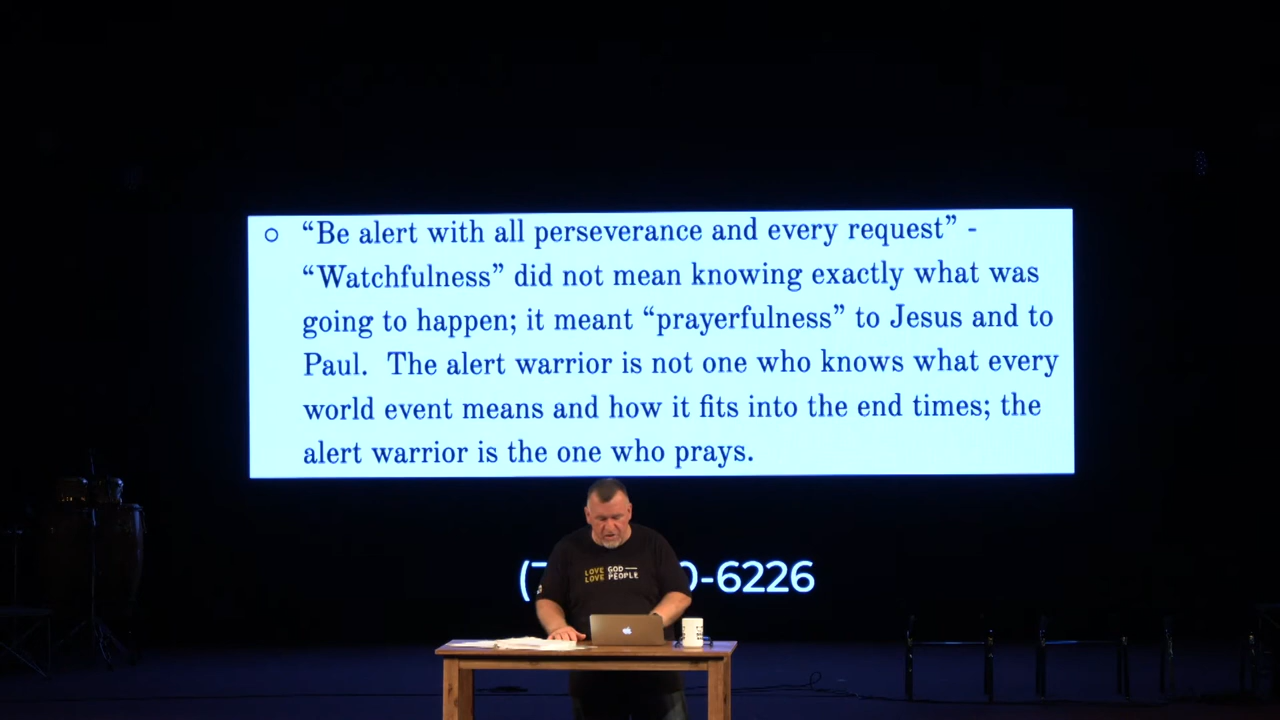 ○ “Be alert with all perseverance and every request” -
“Watchfulness” did not mean knowing exactly what was
going to happen; it meant “prayerfulness” to Jesus and to
Paul.  The alert warrior is not one who knows what every
world event means and how it fits into the end times; the
alert warrior is the one who prays.
-6226
LOVE GOD
LOVE PEOPLE